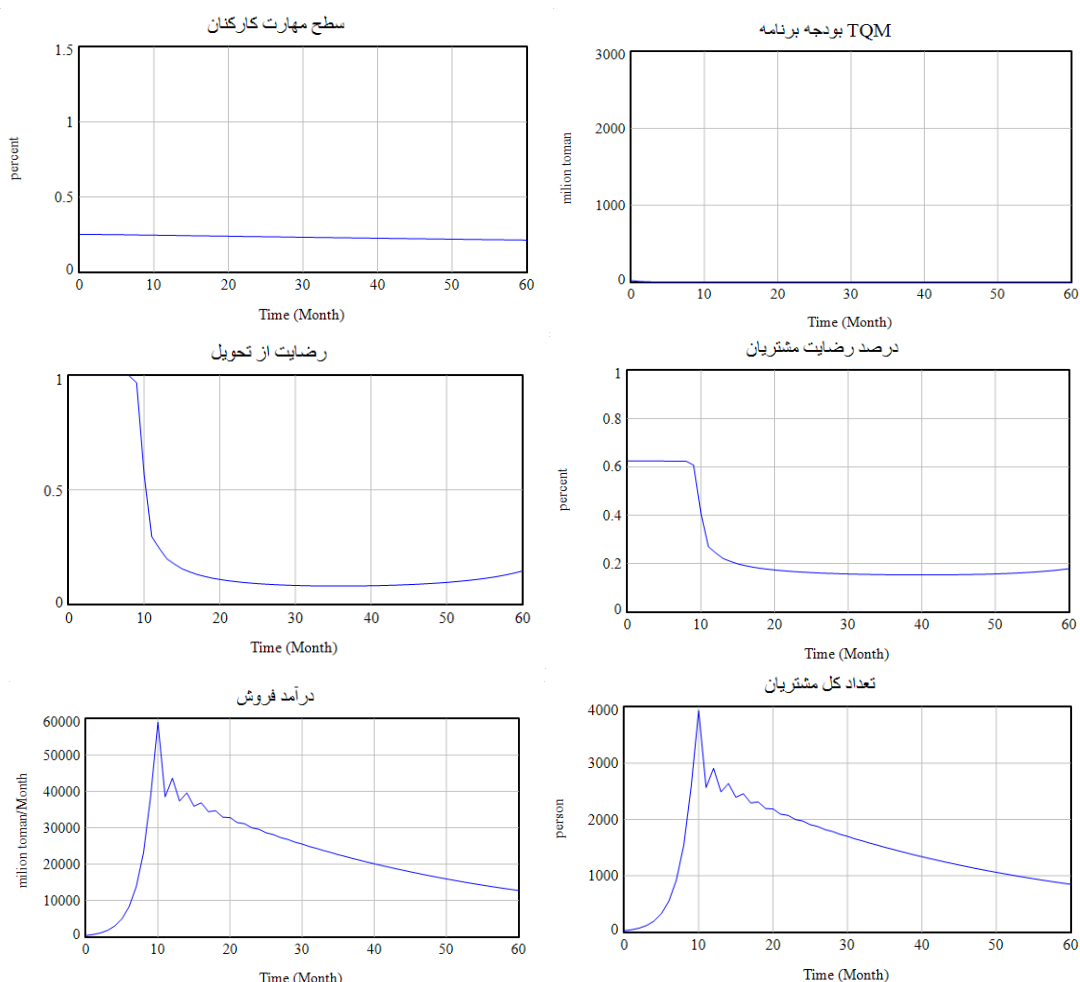 سطح مهارت کارکنان
1.5
1
0.5
0
percent
0 10 20 30 40 50 60
Time (Month)
بودجه برنامه TQM
3000
2000
1000
0
milion toman
0 10 20 30 40 50 60
Time (Month)
رضایت از تحویل
1
0.5
0
0 10 20 30 40 50 60
Time (Month)
درصد رضایت مشتریان
1
0.8
0.6
0.4
0.2
0
percent
0 10 20 30 40 50 60
Time (Month)
درآمد فروش
60000
50000
40000
30000
20000
10000
0
milion toman/Month
0 10 20 30 40 50 60
Time (Month)
تعداد کل مشتریان
4000
3000
2000
1000
0
person
0 10 20 30 40 50 60
Time (Month)